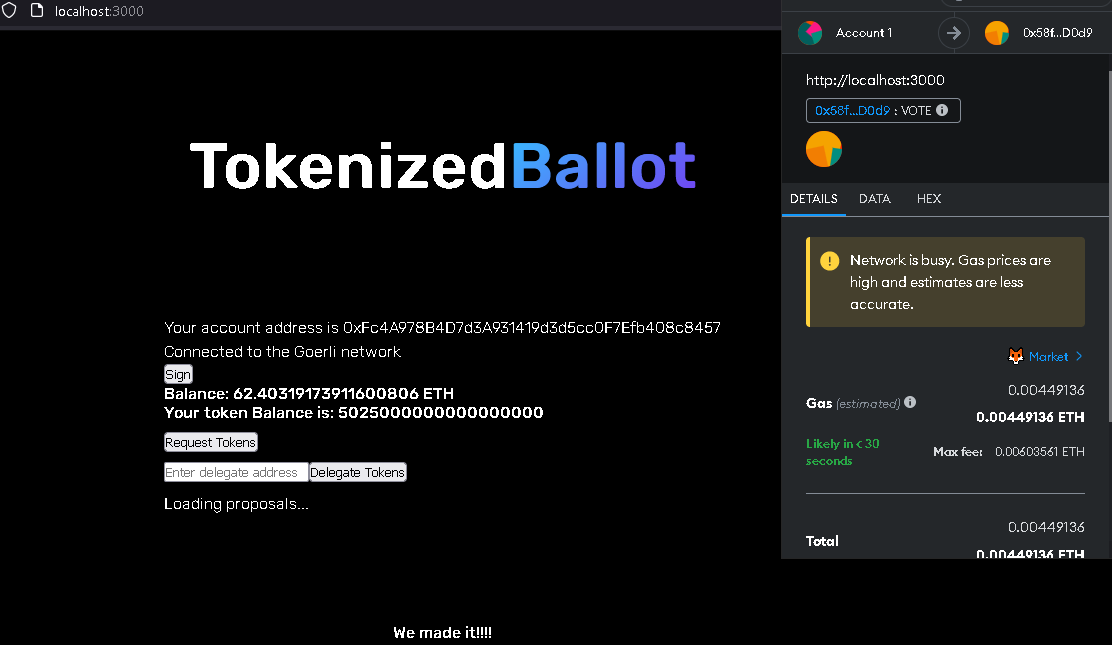 localhost:3000
TokenizedBallot
Your account address is 0xFc4A978B4D7d3A931419d3d5cc0F7Efb408c8457
Connected to the Goerli network
Sign
Balance: 62.40319173911600806 ETH
Your token Balance is: 5025000000000000000
Request Tokens
Enter delegate address Delegate Tokens
Loading proposals...
We made it!!!!
Account 1 0x58f...D0d9
http://localhost:3000
0x58f...D0d9 : VOTE
DETAILS DATA HEX
Network is busy. Gas prices are
high and estimates are less
accurate.
Market >
0.00449136
Gas (estimated)
0.00449136 ETH
Likely in < 30
seconds
Max fee: 0.00603561 ETH
0.00449136
Total
0.00449136 ETH